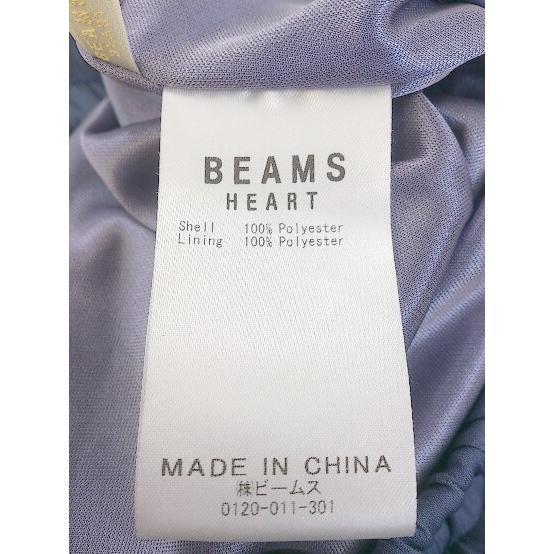 BEAMS
HEART
Shell 100% Polyester
Lining 100% Polyester
MADE IN CHINA
㈱ビームス
0120-011-301